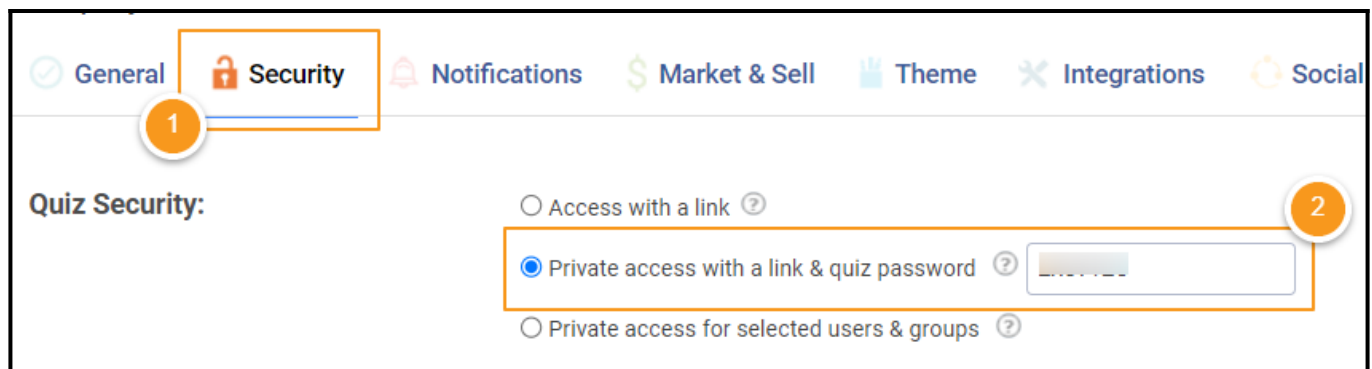 General Security Notifications Market & Sell Theme Integrations Social
1
Quiz Security:
Access with a link ?
2
Private access with a link & quiz password ?
Private access for selected users & groups ?